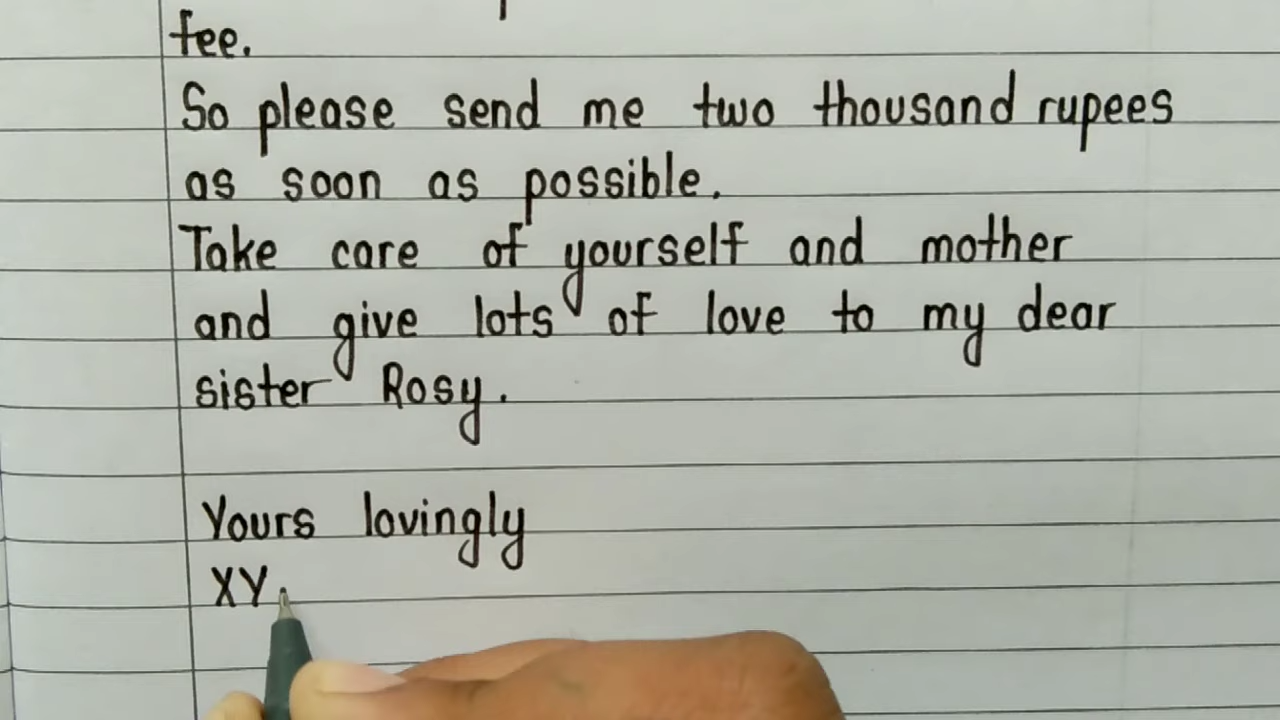 fee.
So please send me two thousand rupees
as soon as possible.
Take care of yourself and mother
and give lots of love to my dear
sister Rosy.
Yours lovingly
XY